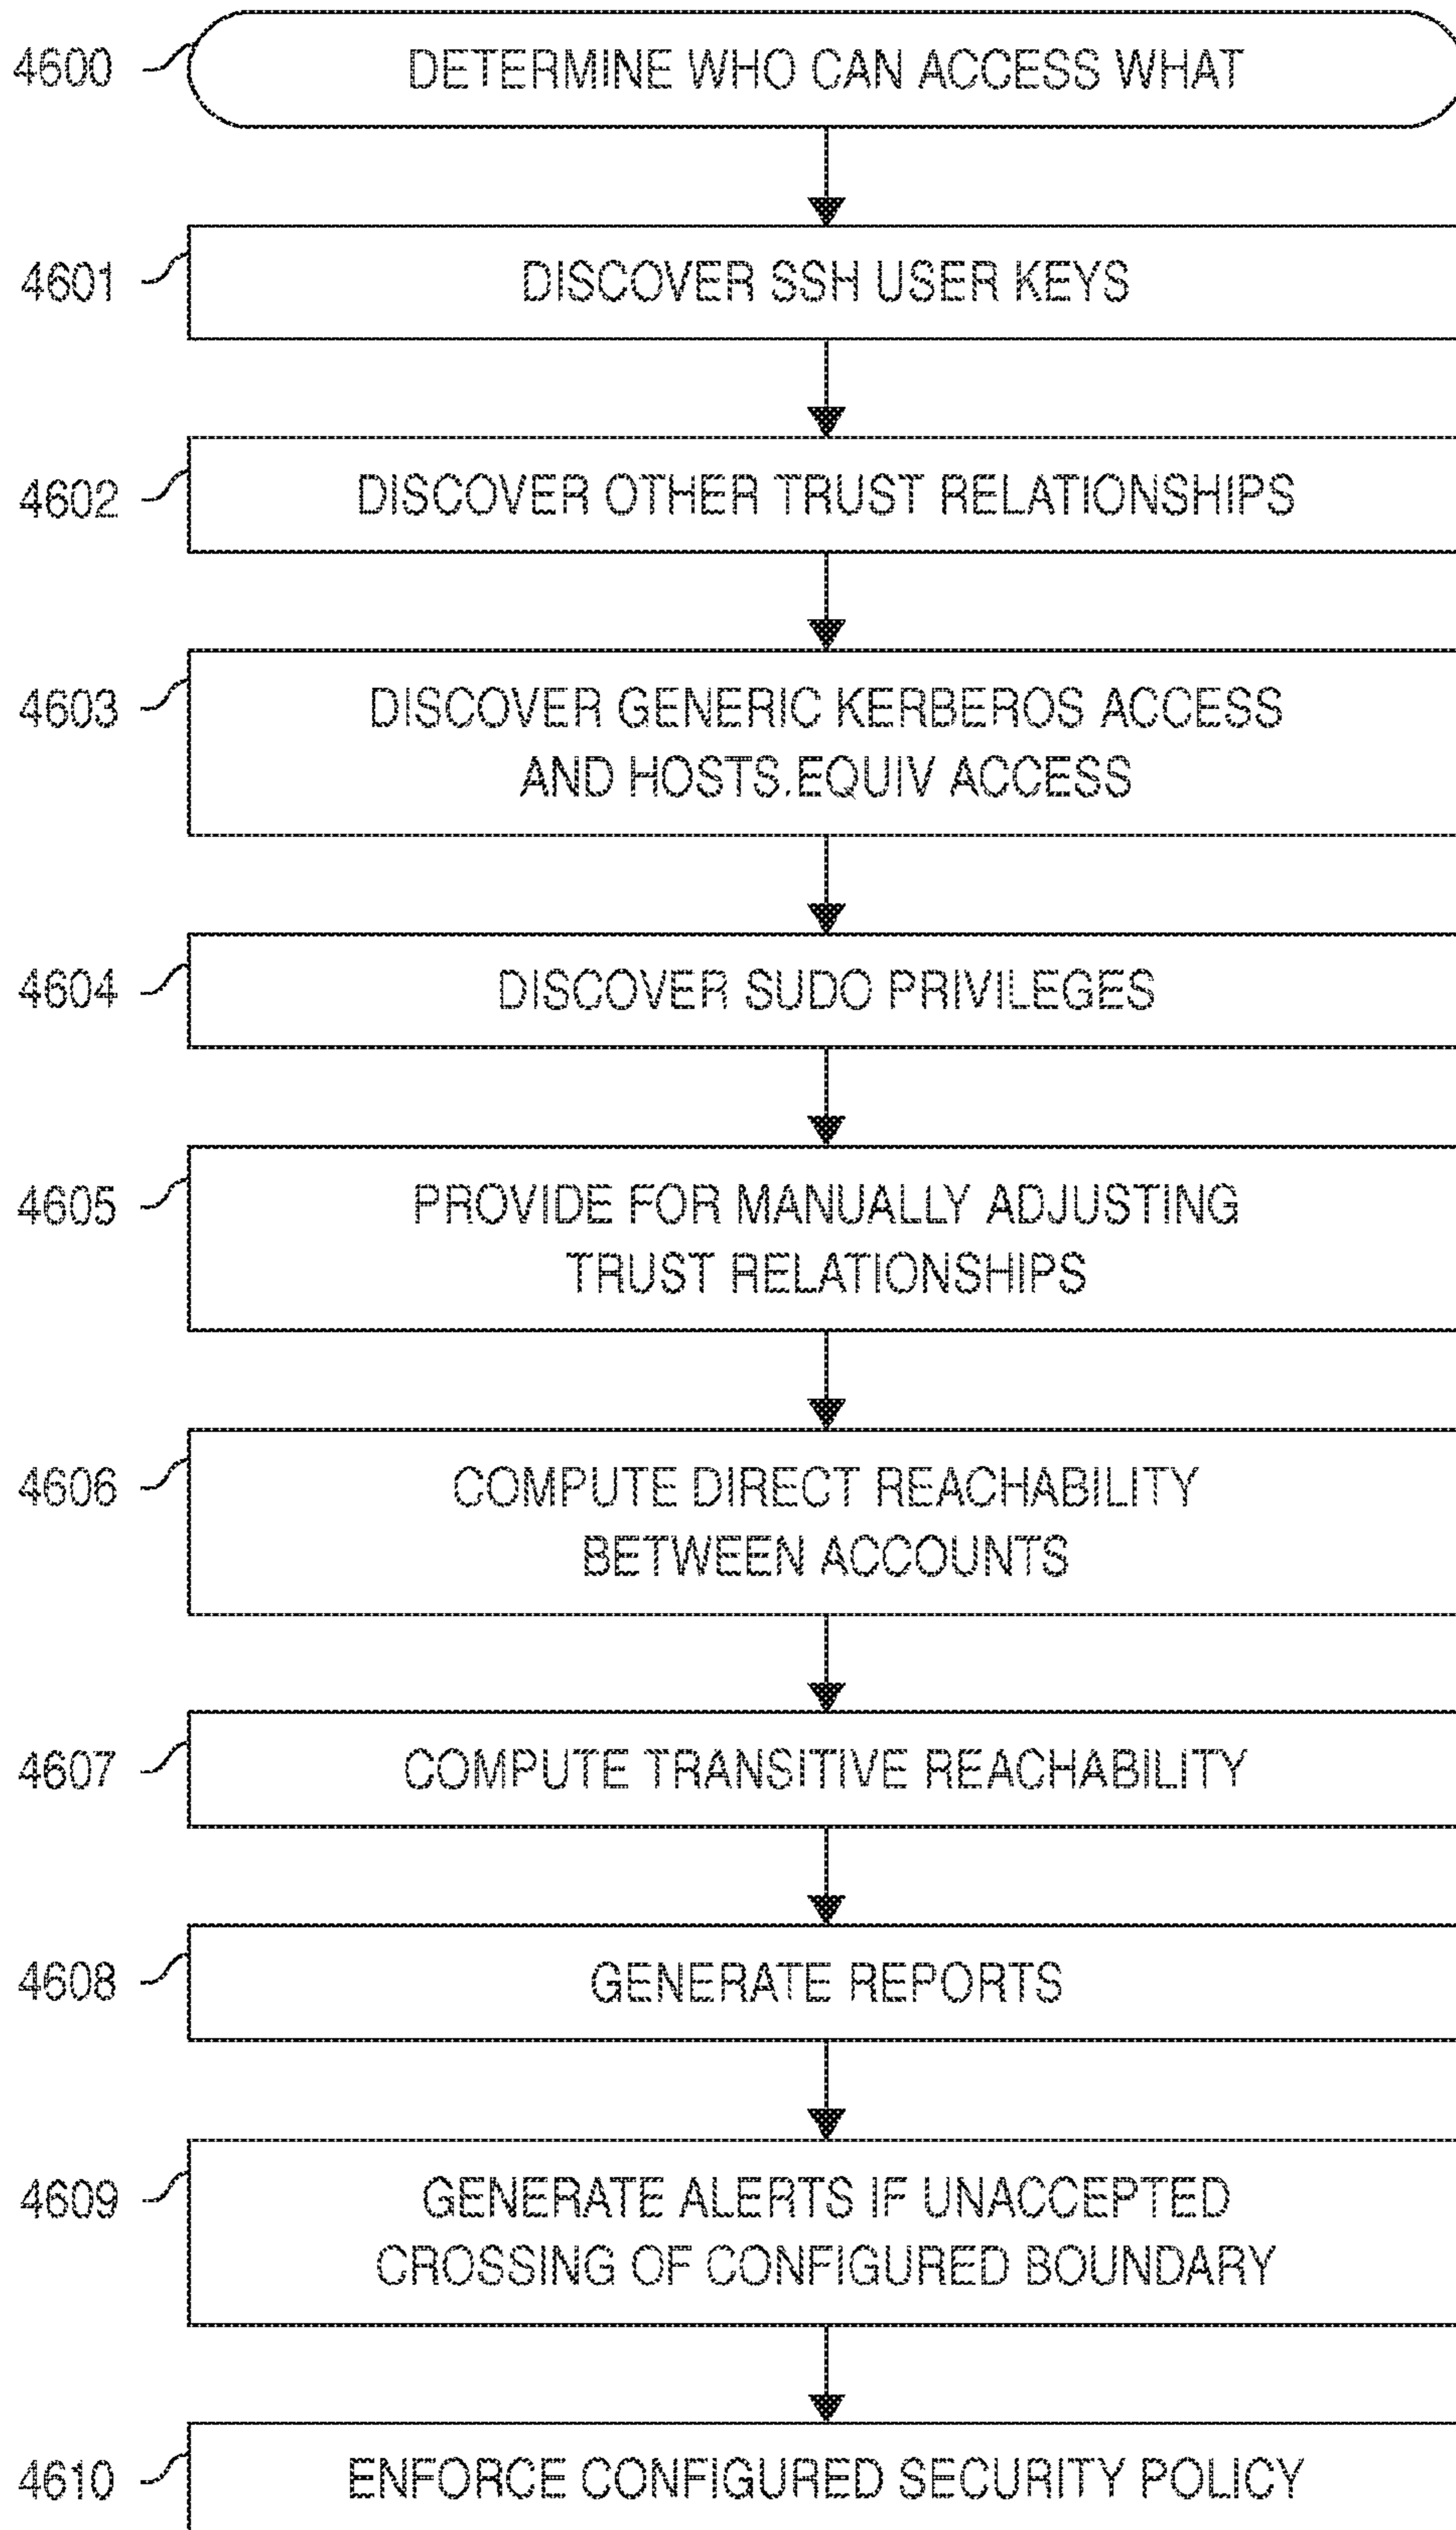 4600 DETERMINE WHO CAN ACCESS WHAT
4601 DISCOVER SSH USER KEYS
4602 DISCOVER OTHER TRUST RELATIONSHIPS
4603 DISCOVER GENERIC KERBEROS ACCESS
AND HOSTS.EQUIV ACCESS
4604 DISCOVER SUDO PRIVILEGES
4605 PROVIDE FOR MANUALLY ADJUSTING
TRUST RELATIONSHIPS
4606 COMPUTE DIRECT REACHABILITY
BETWEEN ACCOUNTS
4607 COMPUTE TRANSITIVE REACHABILITY
4608 GENERATE REPORTS
4609 GENERATE ALERTS IF UNACCEPTED
CROSSING OF CONFIGURED BOUNDARY
4610 ENFORCE CONFIGURED SECURITY POLICY